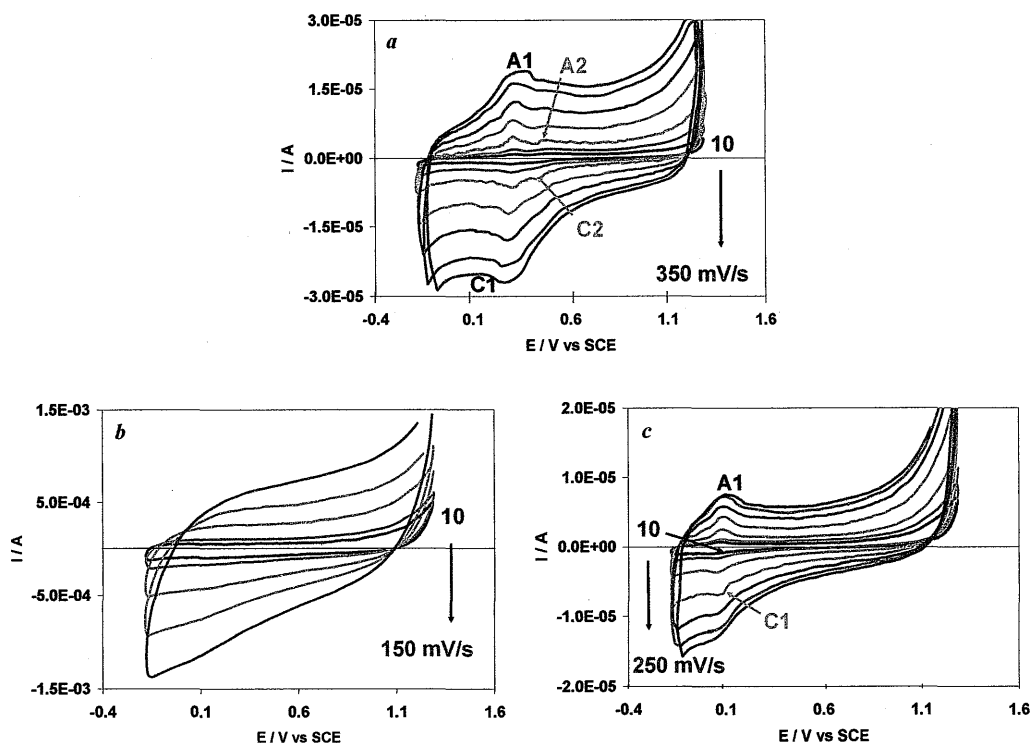 a
3.0E-05
1.5E-05
0.0E+00
-1.5E-05
-3.0E-05
I / A
A1
A2
10
C2
C1
350 mV/s
-0.4
0.1
0.6
1.1
1.6
E / V vs SCE
b
1.5E-03
5.0E-04
-5.0E-04
-1.5E-03
I / A
10
150 mV/s
-0.4
0.1
0.6
1.1
1.6
E / V vs SCE
c
2.0E-05
1.0E-05
0.0E+00
-1.0E-05
-2.0E-05
I / A
A1
10
C1
250 mV/s
-0.4
0.1
0.6
1.1
1.6
E / V vs SCE